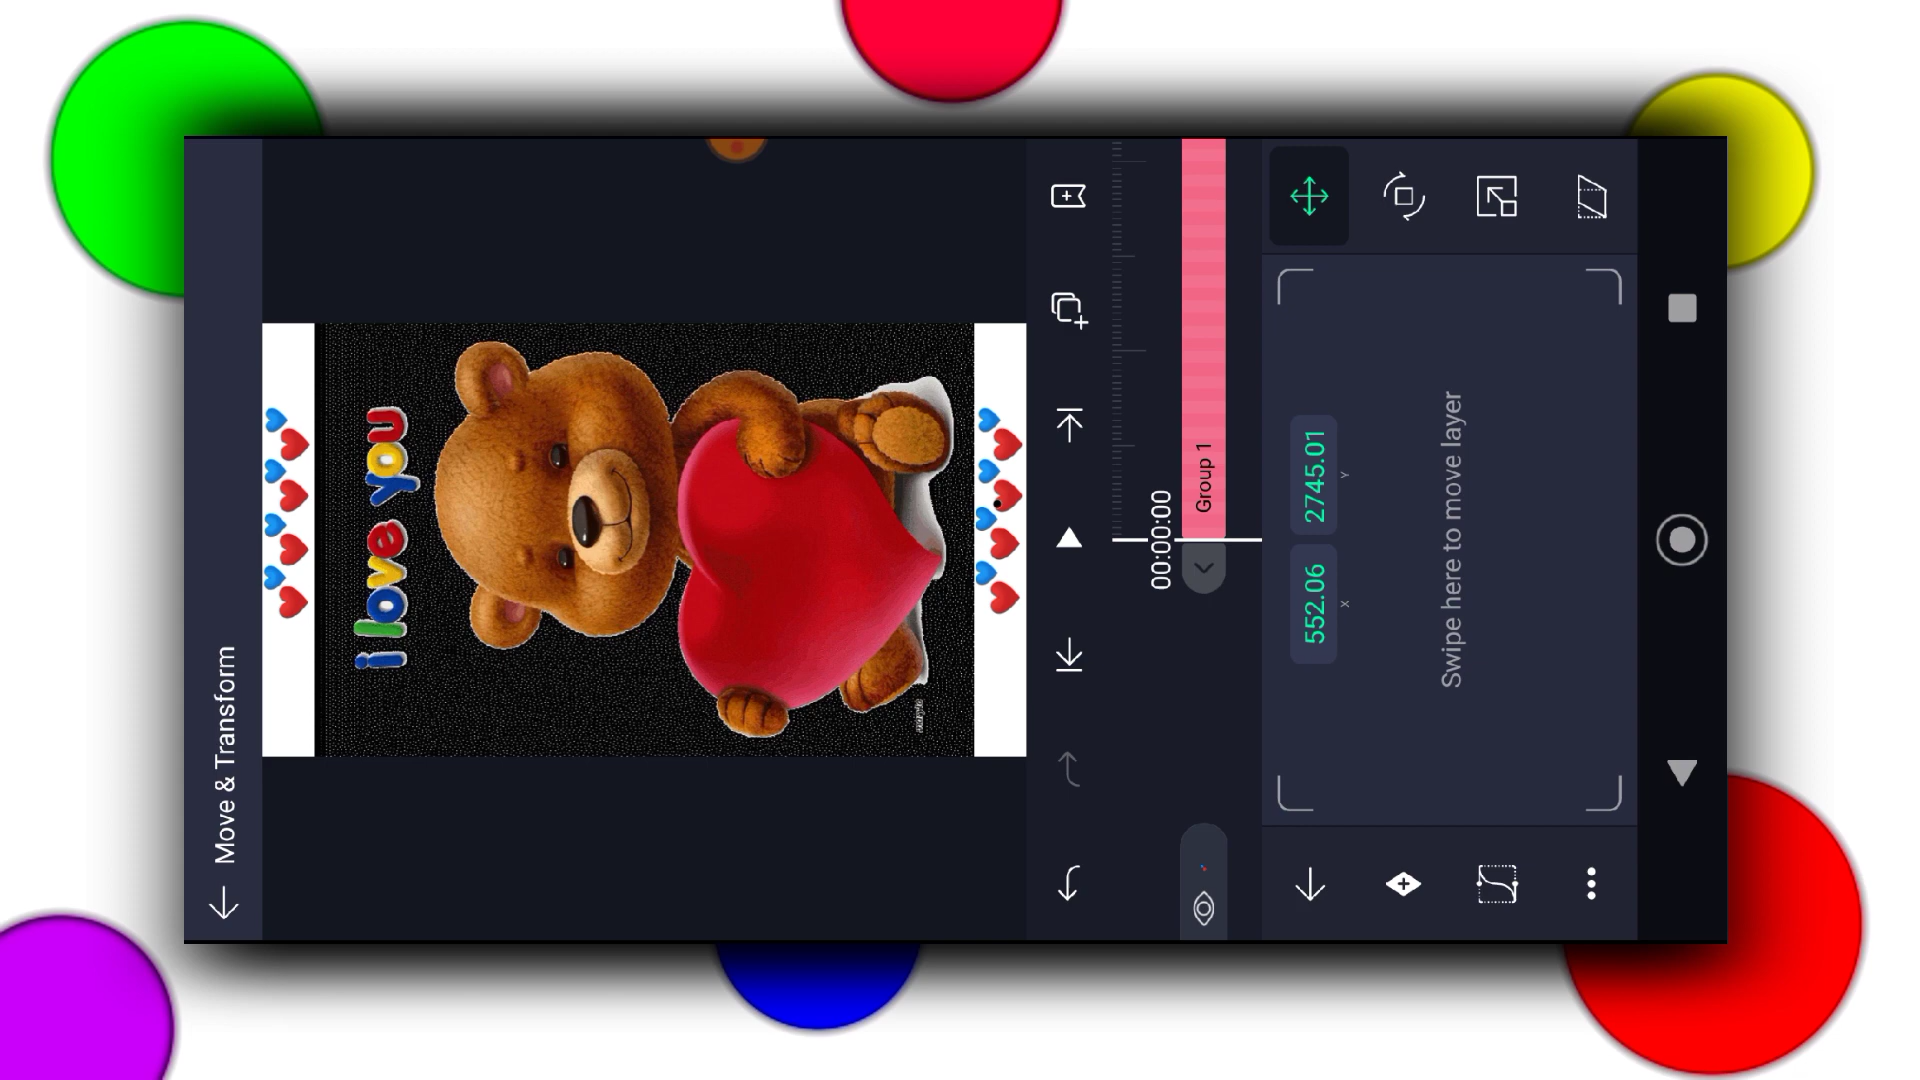 Move & Transform
i love you
00:00:00
Group 1
552.06 2745.01
X Y
Swipe here to move layer